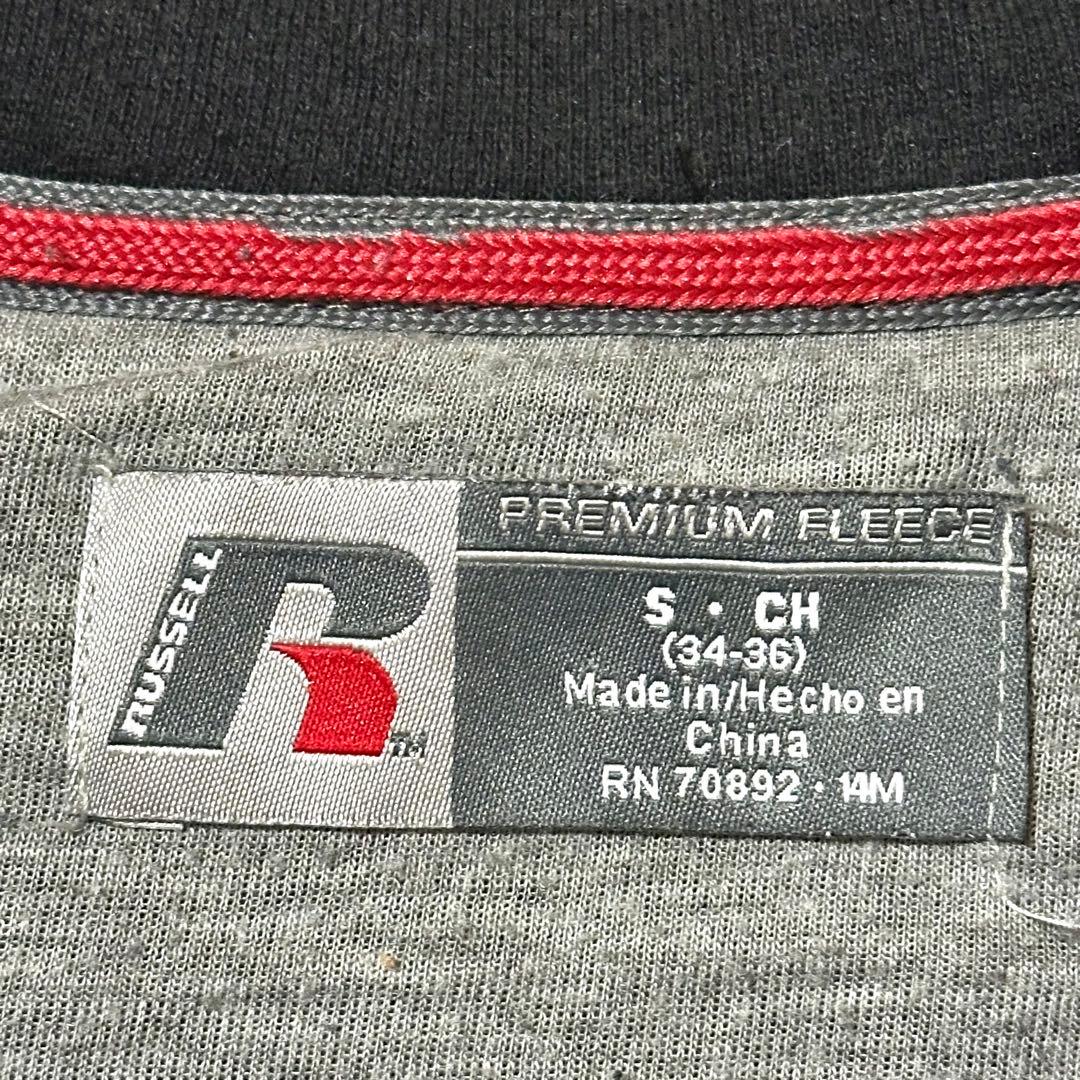 RUSSELL
PREMIUM FLEECE
S • CH
(34-36)
Made in/Hecho en
China
RN 70892 • 14M